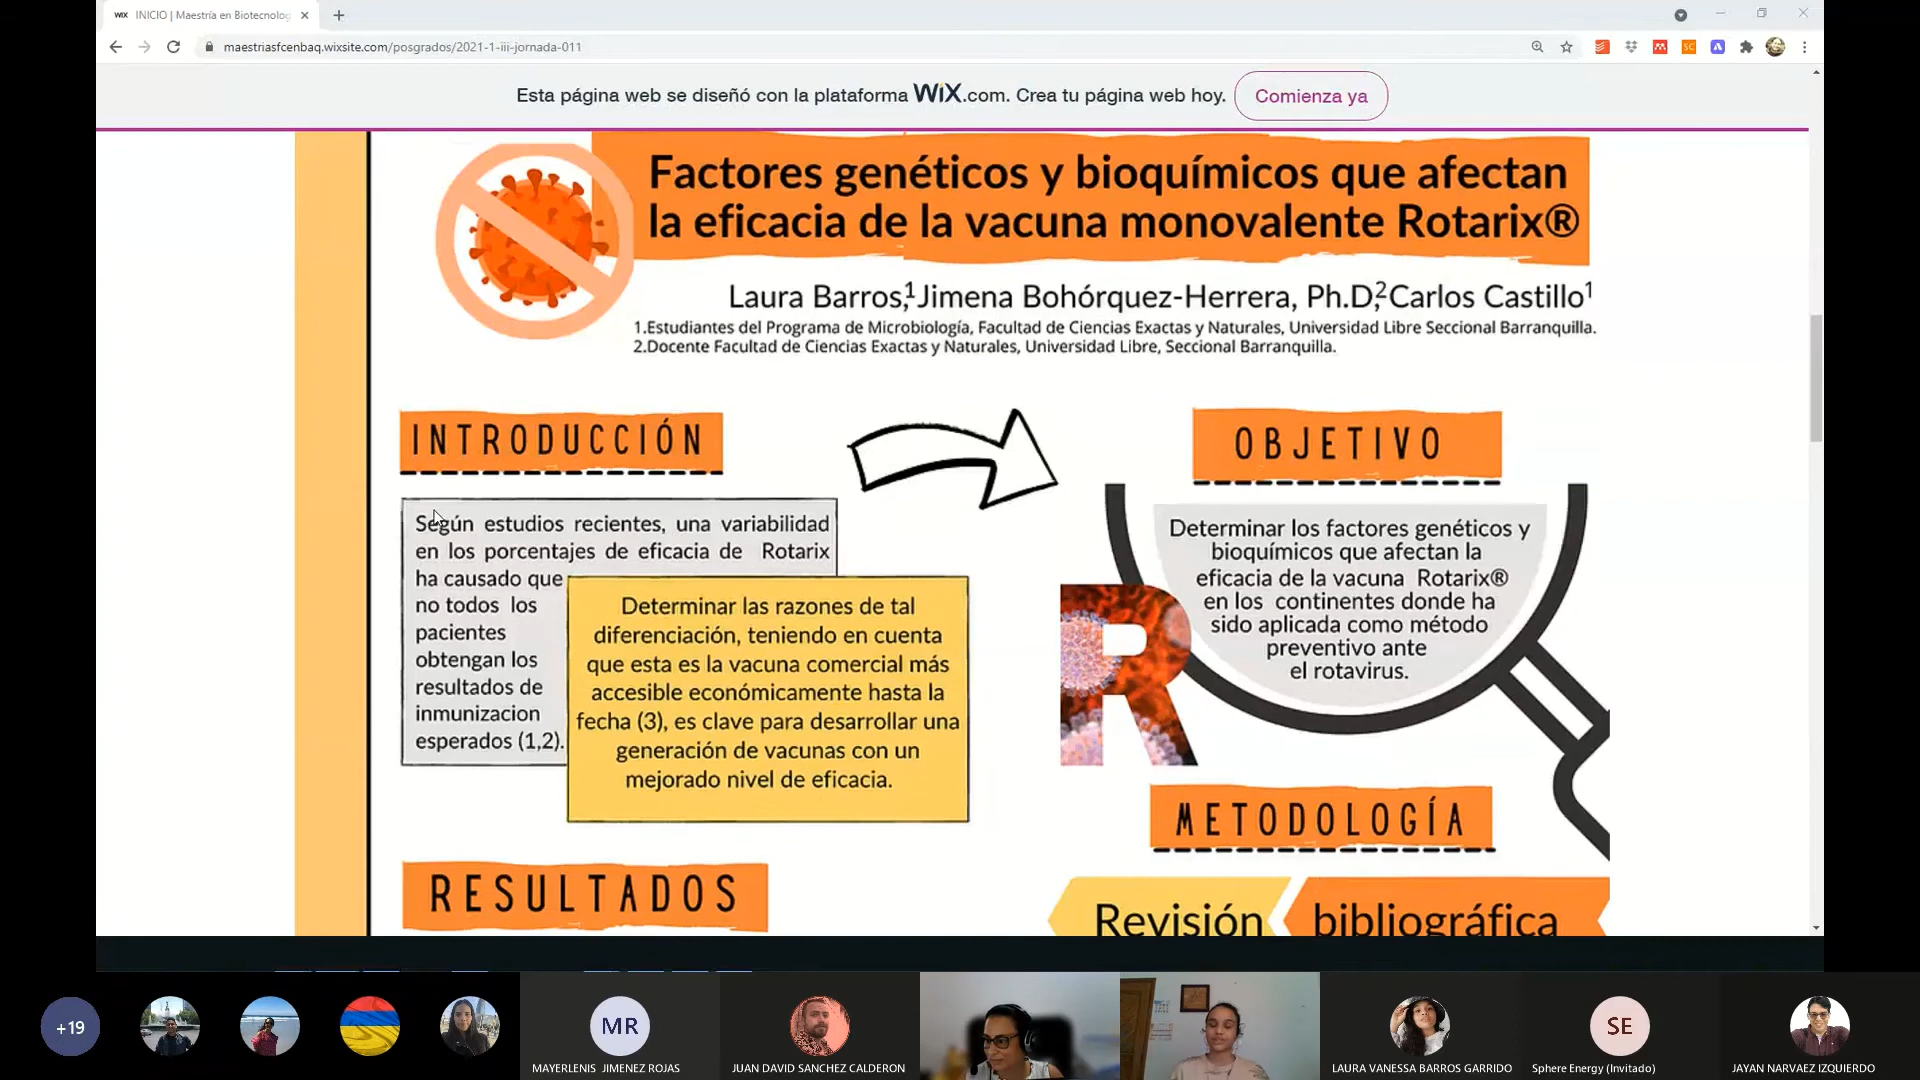 WiX INICIO | Maestría en Biotecnolog
maestriasfcenbaq.wixsite.com/posgrados/2021-1-iii-jornada-011
SC
Esta página web se diseñó con la plataforma WiX.com. Crea tu página web hoy. Comienza ya
Factores genéticos y bioquímicos que afectan
la eficacia de la vacuna monovalente Rotarix®
Laura Barros,¹Jimena Bohórquez-Herrera, Ph.D,²Carlos Castillo¹
1.Estudiantes del Programa de Microbiología, Facultad de Ciencias Exactas y Naturales, Universidad Libre Seccional Barranquilla.
2.Docente Facultad de Ciencias Exactas y Naturales, Universidad Libre, Seccional Barranquilla.
INTRODUCCIÓN
Según estudios recientes, una variabilidad
en los porcentajes de eficacia de Rotarix
ha causado que
no todos los
pacientes
obtengan los
resultados de
inmunizacion
esperados (1,2).
Determinar las razones de tal
diferenciación, teniendo en cuenta
que esta es la vacuna comercial más
accesible económicamente hasta la
fecha (3), es clave para desarrollar una
generación de vacunas con un
mejorado nivel de eficacia.
OBJETIVO
Determinar los factores genéticos y
bioquímicos que afectan la
eficacia de la vacuna Rotarix®
en los continentes donde ha
sido aplicada como método
preventivo ante
el rotavirus.
R
METODOLOGÍA
Revisión bibliográfica
RESULTADOS
+19
MR
MAYERLENIS JIMENEZ ROJAS
JUAN DAVID SANCHEZ CALDERON
LAURA VANESSA BARROS GARRIDO
SE
Sphere Energy (Invitado)
JAYAN NARVAEZ IZQUIERDO